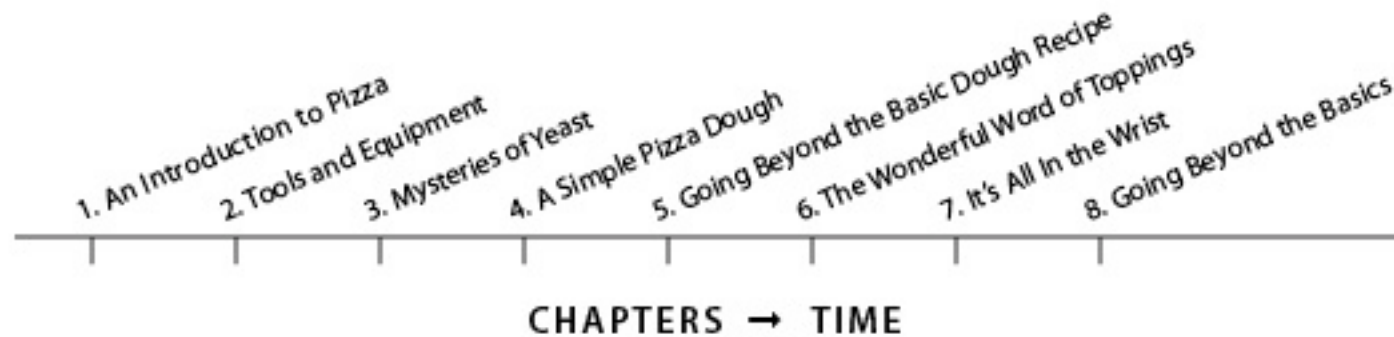 1. An Introduction to Pizza
2. Tools and Equipment
3. Mysteries of Yeast
4. A Simple Pizza Dough
5. Going Beyond the Basic Dough Recipe
6. The Wonderful Word of Toppings
7. It's All In the Wrist
8. Going Beyond the Basics
CHAPTERS → TIME